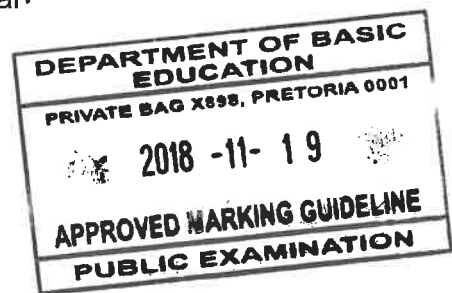 DEPARTMENT OF BASIC
EDUCATION
PRIVATE BAG X895, PRETORIA 0001
2018 -11- 19
APPROVED MARKING GUIDELINE
PUBLIC EXAMINATION